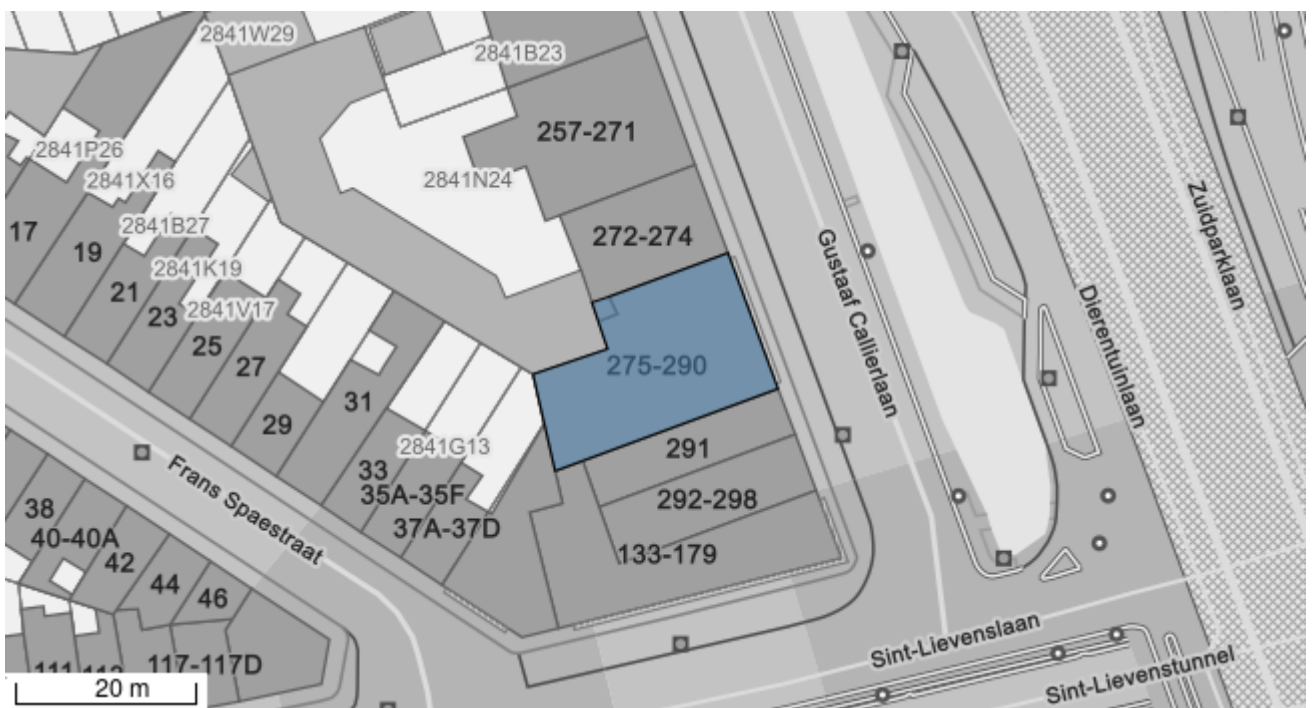 2841W29
2841B23
257-271
2841P26
2841X16
2841N24
17
19
2841B27
272-274
Zuidparklaan
21
2841K19
Gustaaf Callierlaan
Dierentuinlaan
23
2841V17
25
27
275-290
31
29
2841G13
291
33
Frans Spaestraat
35A-35F
292-298
38
37A-37D
40-40A
133-179
42
44
46
Sint-Lievenslaan
117-117D
Sint-Lievenstunnel
20 m